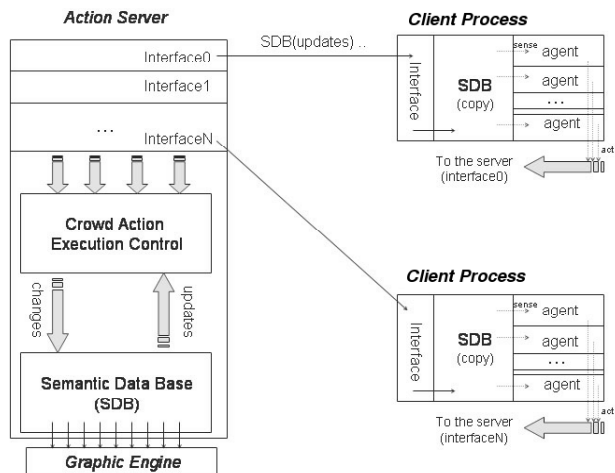 Action Server
Interface0
Interface1
...
InterfaceN
Crowd Action
Execution Control
changes
updates
Semantic Data Base
(SDB)
Graphic Engine
SDB(updates) ..
Client Process
Interface
SDB
(copy)
sense
agent
agent
...
agent
act
To the server
(interface0)
Client Process
Interface
SDB
(copy)
sense
agent
agent
...
agent
act
To the server
(interfaceN)